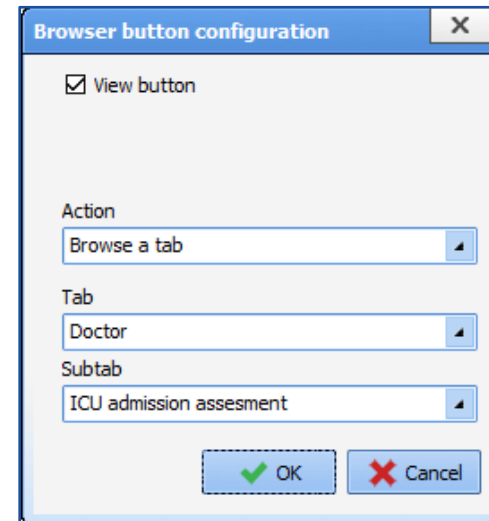 Browser button configuration
View button
Action
Browse a tab
Tab
Doctor
Subtab
ICU admission assesment
OK
Cancel